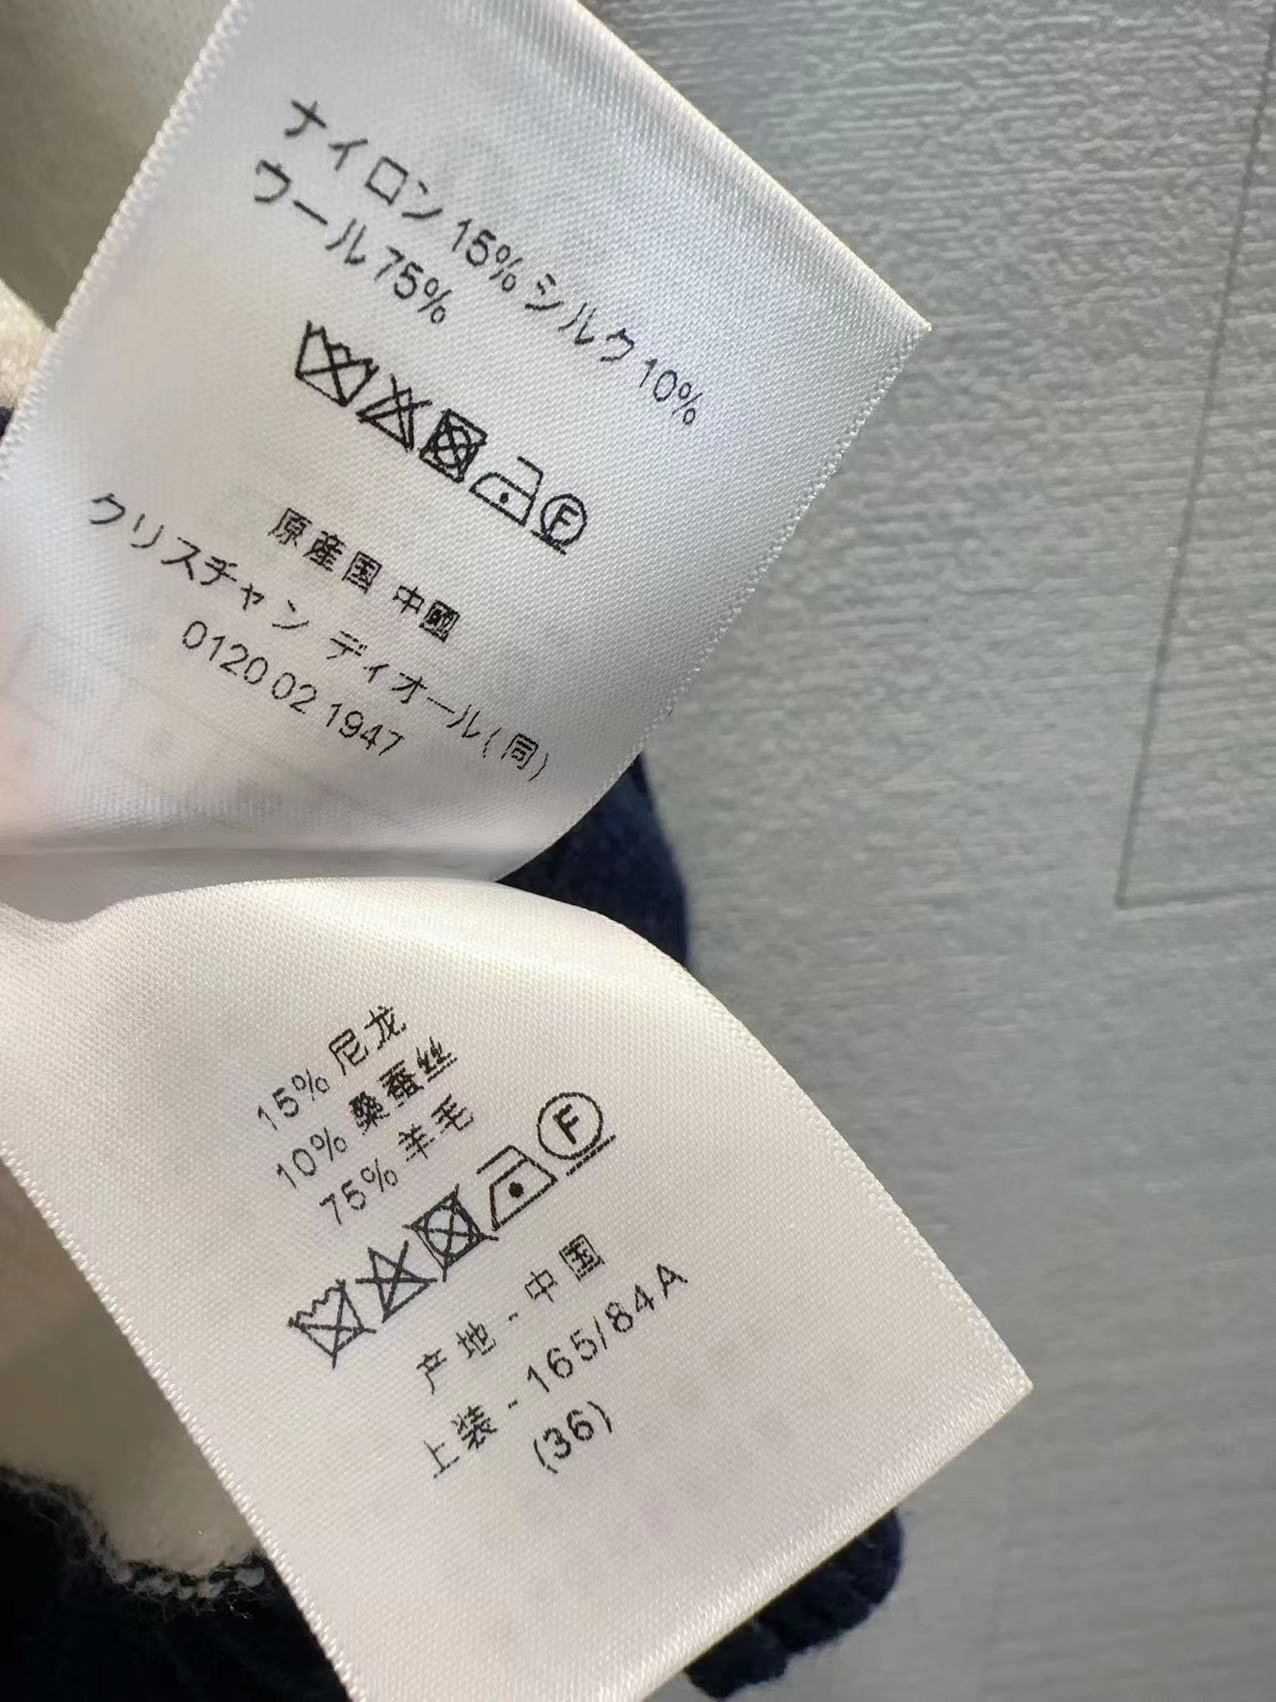 ナイロン 15% シルク 10%
ウール 75%
F
原産国 中國
クリスチャン ディオール(同)
0120 02 1947
15% 尼龙
10% 桑蚕丝
75% 羊毛
F
产地 - 中国
上装 - 165/84A
(36)